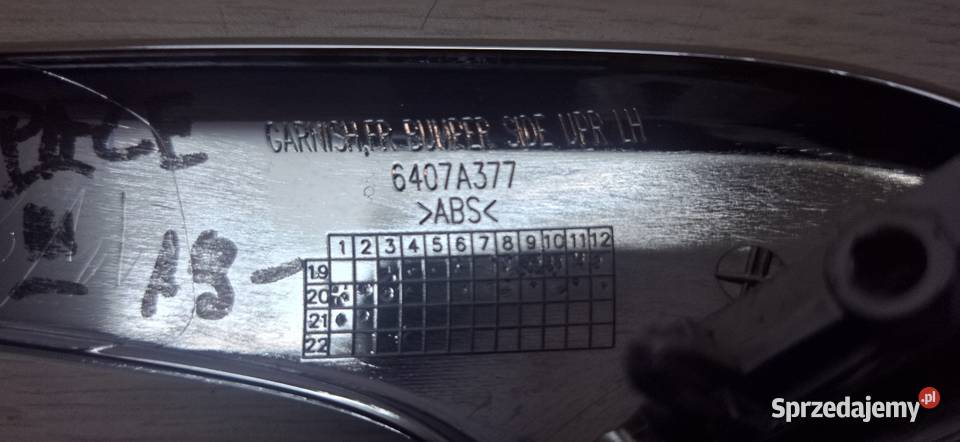 GARNISH,FR BUMPER SIDE UPR LH
6407A377
>ABS<
1 2 3 4 5 6 7 8 9 10 11 12
19
20
21
22
A3-
Sprzedajemy.pl